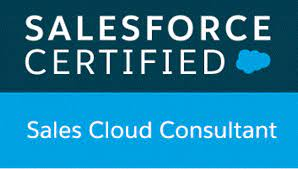 SALESFORCE
CERTIFIED
Sales Cloud Consultant